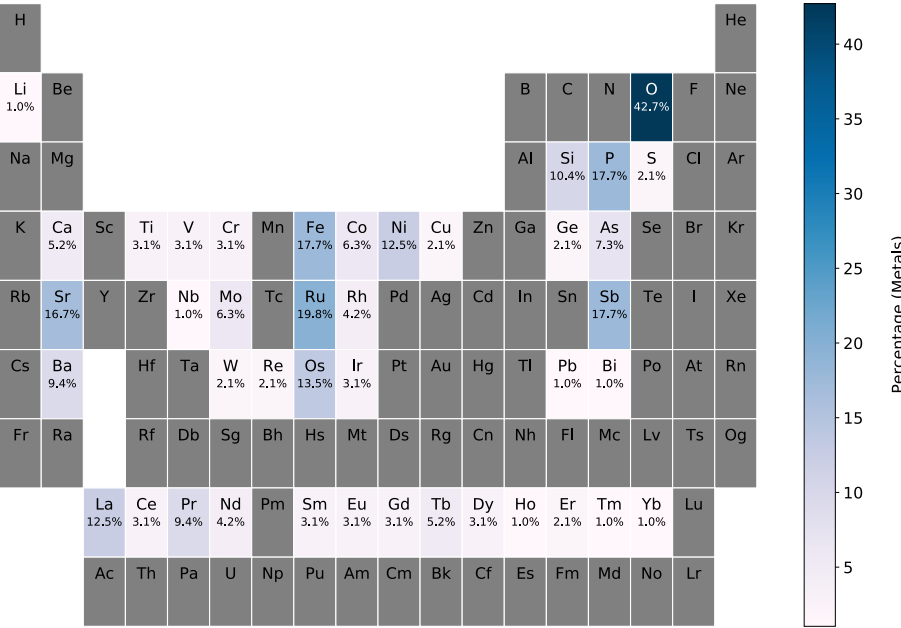 H He
Li Be B C N O F Ne
1.0% 42.7%
Na Mg Al Si P S Cl Ar
10.4% 17.7% 2.1%
K Ca Sc Ti V Cr Mn Fe Co Ni Cu Zn Ga Ge As Se Br Kr
5.2% 3.1% 3.1% 3.1% 17.7% 6.3% 12.5% 2.1% 2.1% 7.3%
Rb Sr Y Zr Nb Mo Tc Ru Rh Pd Ag Cd In Sn Sb Te I Xe
16.7% 1.0% 6.3% 19.8% 4.2% 17.7%
Cs Ba Hf Ta W Re Os Ir Pt Au Hg Tl Pb Bi Po At Rn
9.4% 2.1% 2.1% 13.5% 3.1% 1.0% 1.0%
Fr Ra Rf Db Sg Bh Hs Mt Ds Rg Cn Nh Fl Mc Lv Ts Og
La Ce Pr Nd Pm Sm Eu Gd Tb Dy Ho Er Tm Yb Lu
12.5% 3.1% 9.4% 4.2% 3.1% 3.1% 3.1% 5.2% 3.1% 1.0% 2.1% 1.0% 1.0%
Ac Th Pa U Np Pu Am Cm Bk Cf Es Fm Md No Lr
40
35
30
25
20
15
10
5
Percentage (Metals)